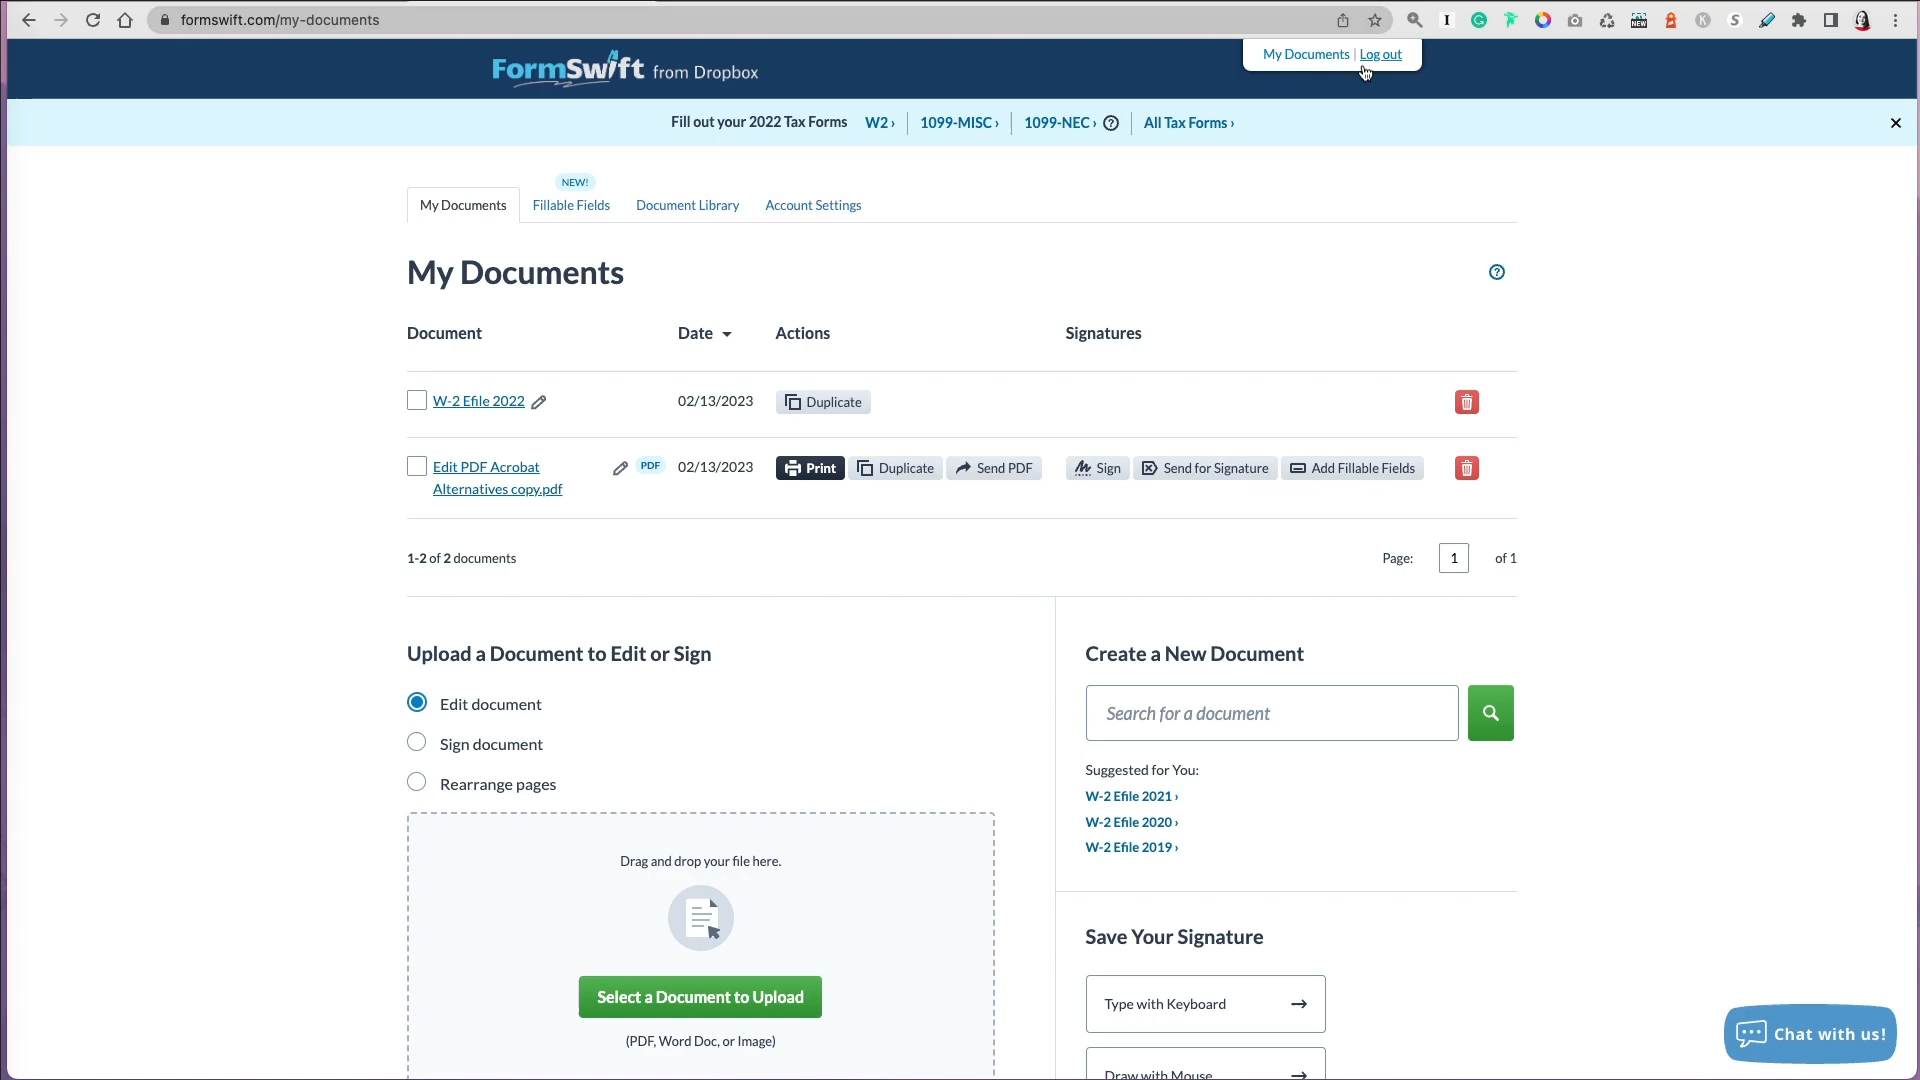 formswift.com/my-documents
FormSwift from Dropbox
My Documents | Log out
Fill out your 2022 Tax Forms W2 › 1099-MISC › 1099-NEC › All Tax Forms ›
NEW!
My Documents Fillable Fields Document Library Account Settings
My Documents
Document Date Actions Signatures
W-2 Efile 2022 02/13/2023 Duplicate
Edit PDF Acrobat PDF 02/13/2023 Print Duplicate Send PDF Sign Send for Signature Add Fillable Fields
Alternatives copy.pdf
1-2 of 2 documents Page: 1 of 1
Upload a Document to Edit or Sign
Edit document
Sign document
Rearrange pages
Drag and drop your file here.
Select a Document to Upload
(PDF, Word Doc, or Image)
Create a New Document
Search for a document
Suggested for You:
W-2 Efile 2021 ›
W-2 Efile 2020 ›
W-2 Efile 2019 ›
Save Your Signature
Type with Keyboard
Draw with Mouse
Chat with us!